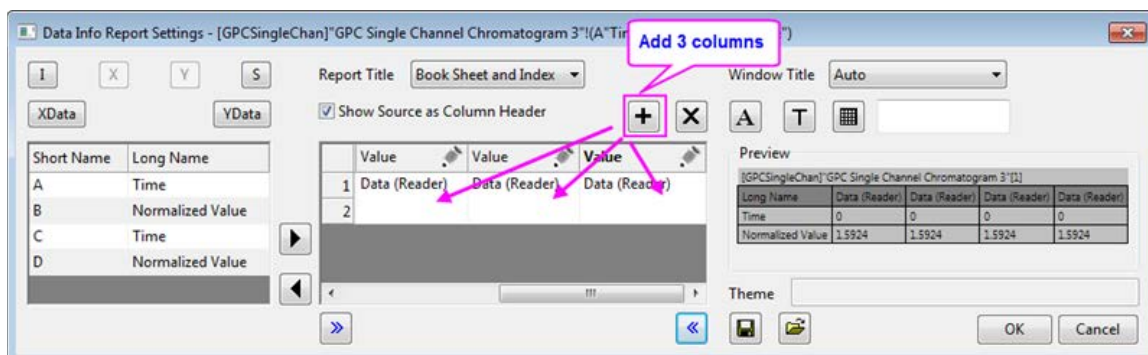 Data Info Report Settings - [GPCSingleChan]"GPC Single Channel Chromatogram 3"!(A"Tim
")
Add 3 columns
I X Y S
Report Title Book Sheet and Index
Window Title Auto
XData YData
Show Source as Column Header
A T
Short Name Long Name
A Time
B Normalized Value
C Time
D Normalized Value
Value Value Value
1 Data (Reader) Data (Reader) Data (Reader)
2
Preview
[GPCSingleChan]"GPC Single Channel Chromatogram 3"[1]
Long Name Data (Reader) Data (Reader) Data (Reader) Data (Reader)
Time 0 0 0 0
Normalized Value 1.5924 1.5924 1.5924 1.5924
Theme
OK Cancel